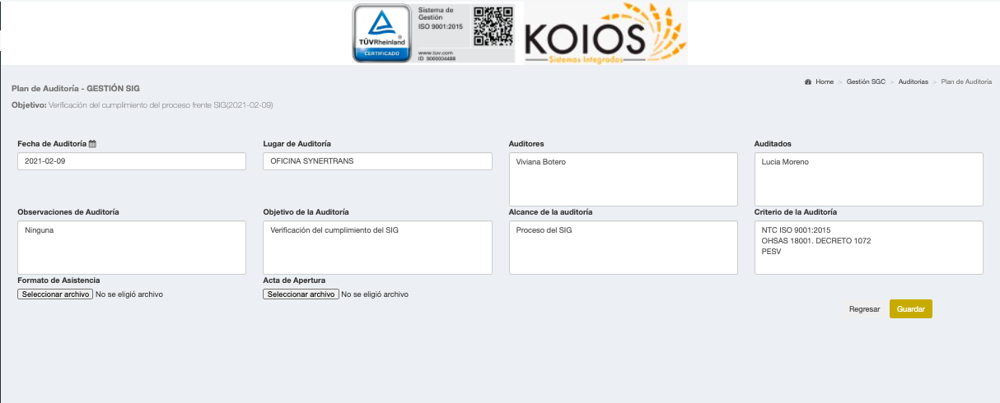 Sistema de
Gestión
ISO 9001:2015
TÜVRheinland
®
CERTIFICADO
www.tuv.com
ID 9000004488
KOIOS
Sistemas Integrados
Plan de Auditoría - GESTIÓN SIG
Home > Gestión SGC > Auditorias > Plan de Auditoría
Objetivo: Verificación del cumplimiento del proceso frente SIG(2021-02-09)
Fecha de Auditoría
2021-02-09
Lugar de Auditoría
OFICINA SYNERTRANS
Auditores
Viviana Botero
Auditados
Lucia Moreno
Observaciones de Auditoría
Ninguna
Objetivo de la Auditoría
Verificación del cumplimiento del SIG
Alcance de la auditoría
Proceso del SIG
Criterio de la Auditoría
NTC ISO 9001:2015
OHSAS 18001. DECRETO 1072
PESV
Formato de Asistencia
Seleccionar archivo No se eligió archivo
Acta de Apertura
Seleccionar archivo No se eligió archivo
Regresar
Guardar